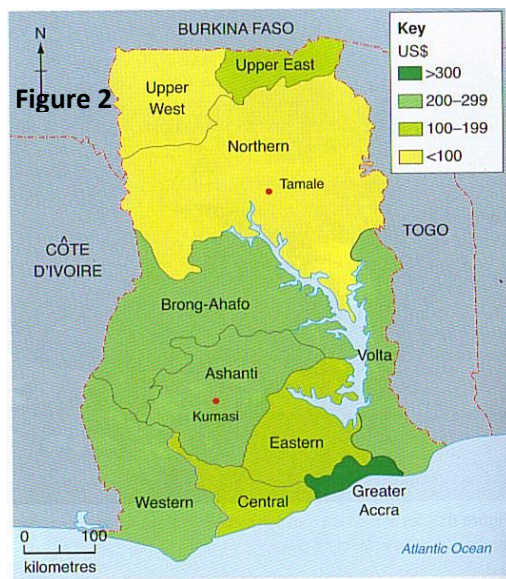 BURKINA FASO
N
Key
US$
>300
200–299
100–199
<100
Upper East
Upper
West
Figure 2
Northern
Tamale
TOGO
CÔTE
D'IVOIRE
Brong-Ahafo
Volta
Ashanti
Kumasi
Eastern
Western
Central
Greater
Accra
0 100
kilometres
Atlantic Ocean